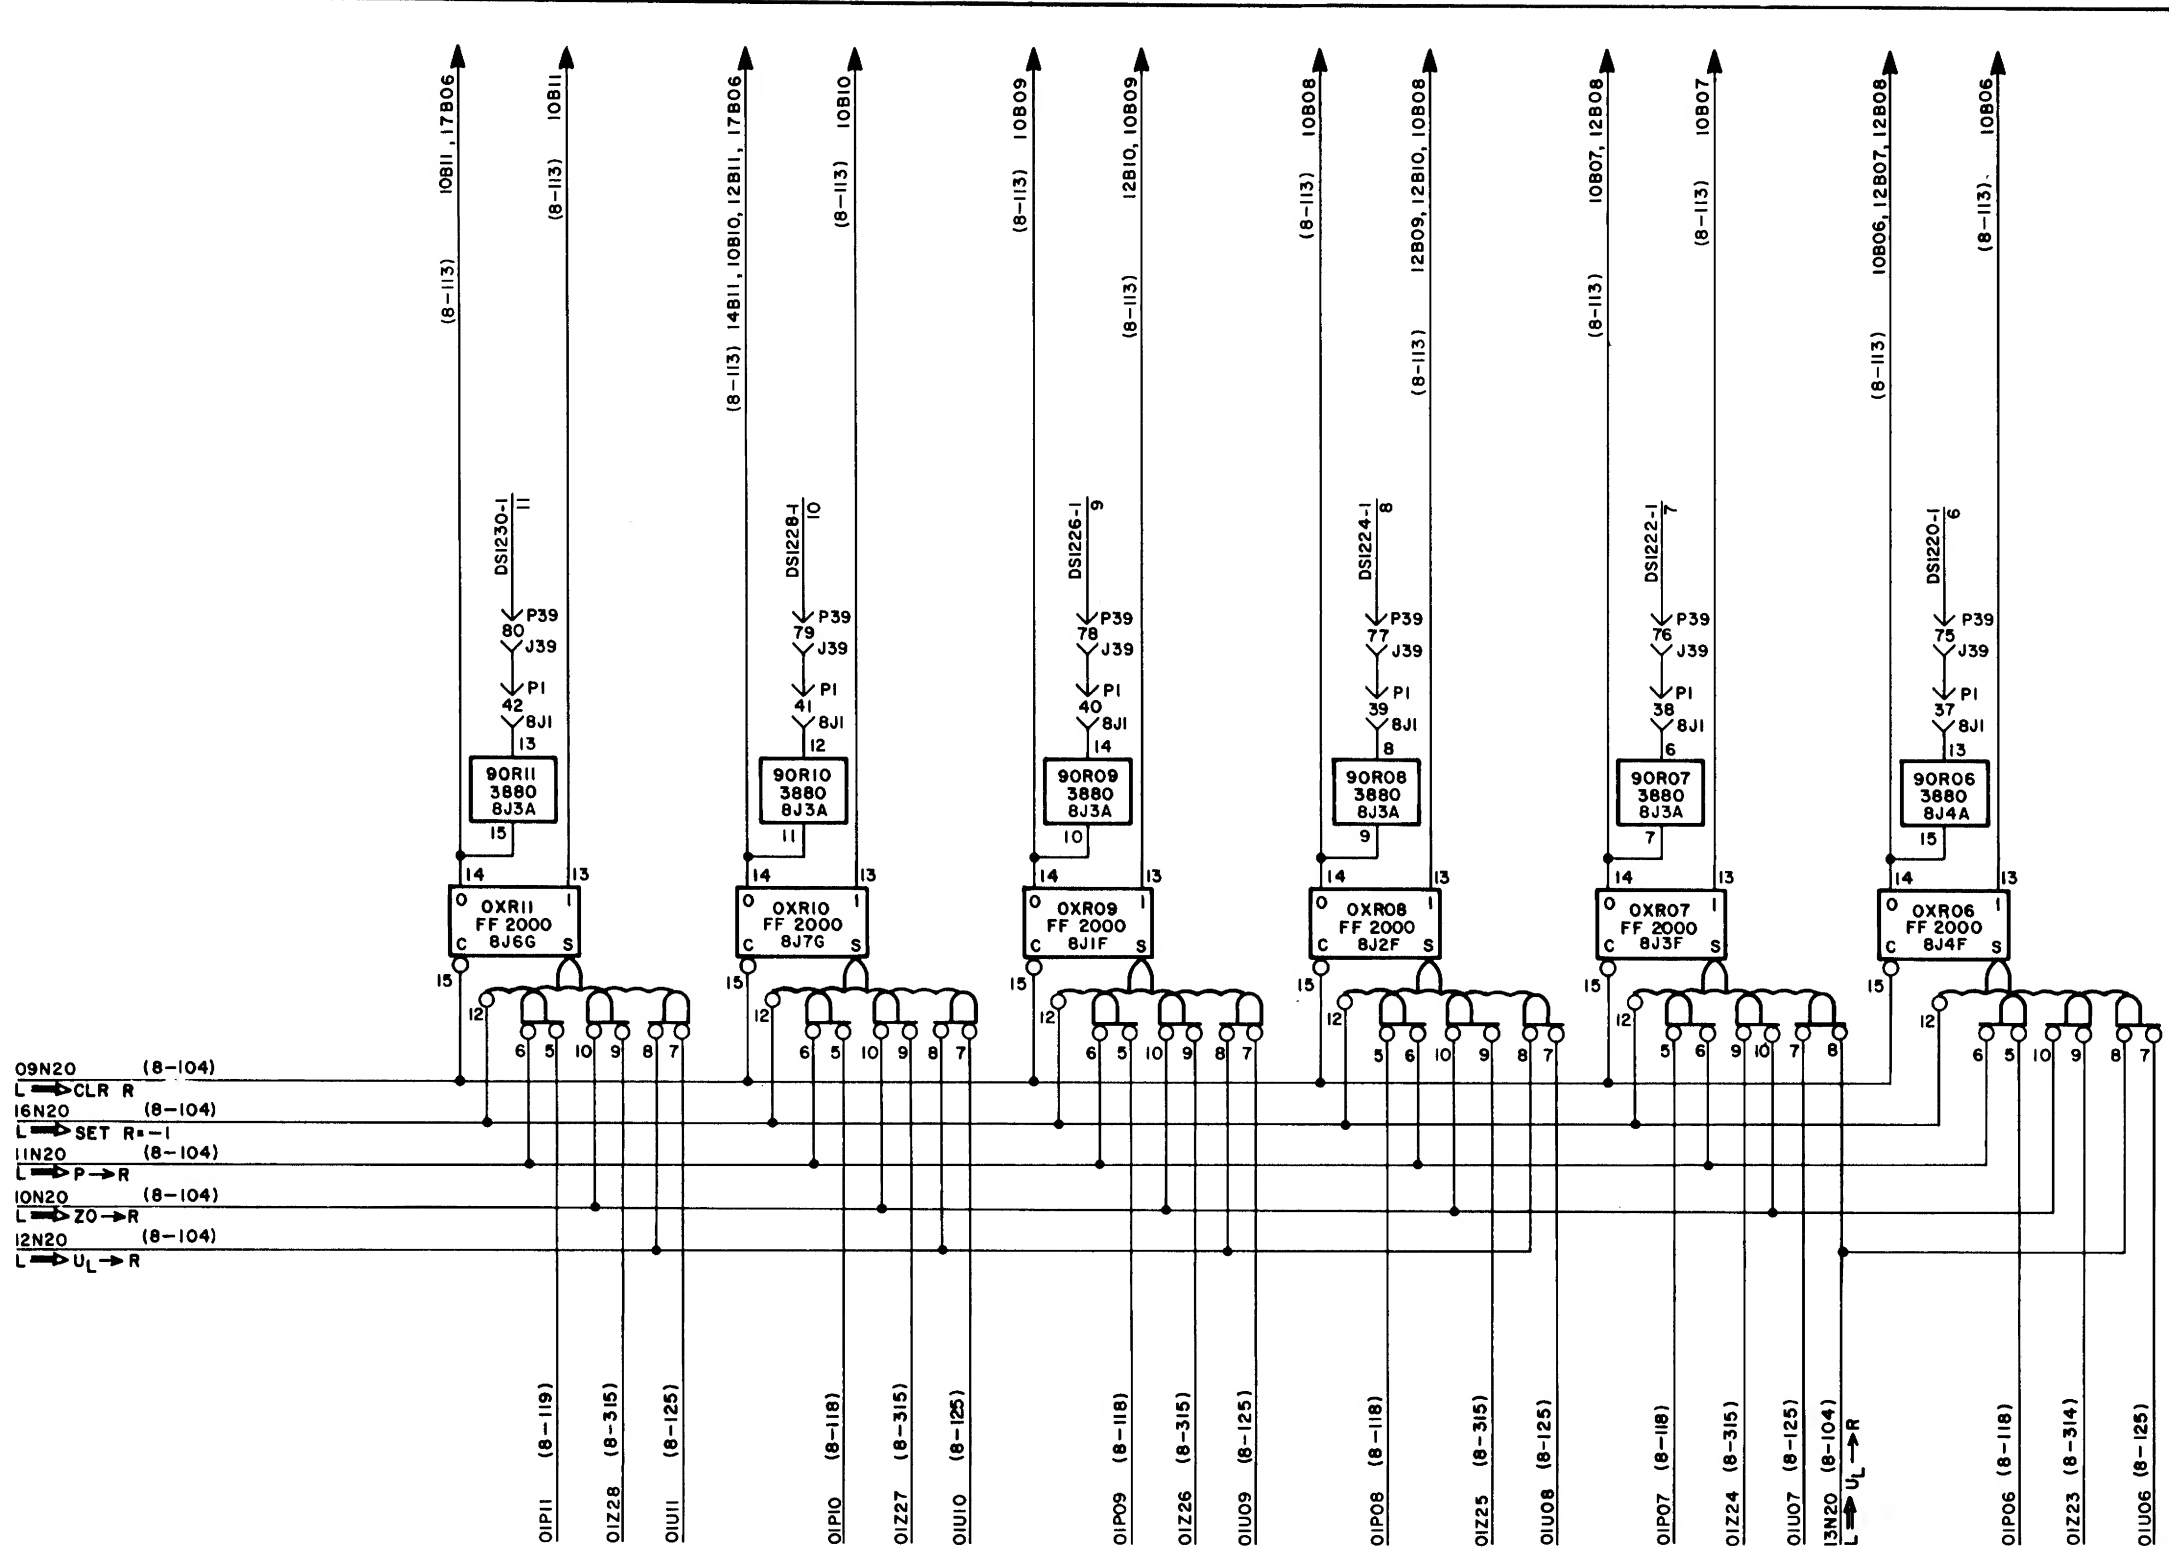 (8-113) 10B11, 17B06
(8-113) 10B11
(8-113) 14B11, 10B10, 12B11, 17B06
(8-113) 10B10
(8-113) 10B09
(8-113) 12B10, 10B09
(8-113) 10B08
(8-113) 12B09, 12B10, 10B08
(8-113) 10B07, 12B08
(8-113) 10B07
(8-113) 10B06, 12B07, 12B08
(8-113) 10B06
DS1230-1
11
P39
80
J39
P1
42
8J1
13
90R11
3880
8J3A
15
14
13
0 1
0XR11
FF 2000
8J6G
C S
15
12
6 5 10 9 8 7
DS1228-1
10
P39
79
J39
P1
41
8J1
12
90R10
3880
8J3A
11
14
13
0 1
0XR10
FF 2000
8J7G
C S
15
12
6 5 10 9 8 7
DS1226-1
9
P39
78
J39
P1
40
8J1
14
90R09
3880
8J3A
10
14
13
0 1
0XR09
FF 2000
8J1F
C S
15
12
6 5 10 9 8 7
DS1224-1
8
P39
77
J39
P1
39
8J1
8
90R08
3880
8J3A
9
14
13
0 1
0XR08
FF 2000
8J2F
C S
15
12
5 6 10 9 8 7
DS1222-1
7
P39
76
J39
P1
38
8J1
6
90R07
3880
8J3A
7
14
13
0 1
0XR07
FF 2000
8J3F
C S
15
12
5 6 9 10 7 8
DS1220-1
6
P39
75
J39
P1
37
8J1
13
90R06
3880
8J4A
15
14
13
0 1
0XR06
FF 2000
8J4F
C S
15
12
6 5 10 9 8 7
09N20 (8-104)
L ⇒ CLR R
16N20 (8-104)
L ⇒ SET R=-1
11N20 (8-104)
L ⇒ P → R
10N20 (8-104)
L ⇒ Z0 → R
12N20 (8-104)
L ⇒ UL → R
01P11 (8-119)
01Z28 (8-315)
01U11 (8-125)
01P10 (8-118)
01Z27 (8-315)
01U10 (8-125)
01P09 (8-118)
01Z26 (8-315)
01U09 (8-125)
01P08 (8-118)
01Z25 (8-315)
01U08 (8-125)
01P07 (8-118)
01Z24 (8-315)
01U07 (8-125)
13N20 (8-104)
L ⇒ UL → R
01P06 (8-118)
01Z23 (8-314)
01U06 (8-125)